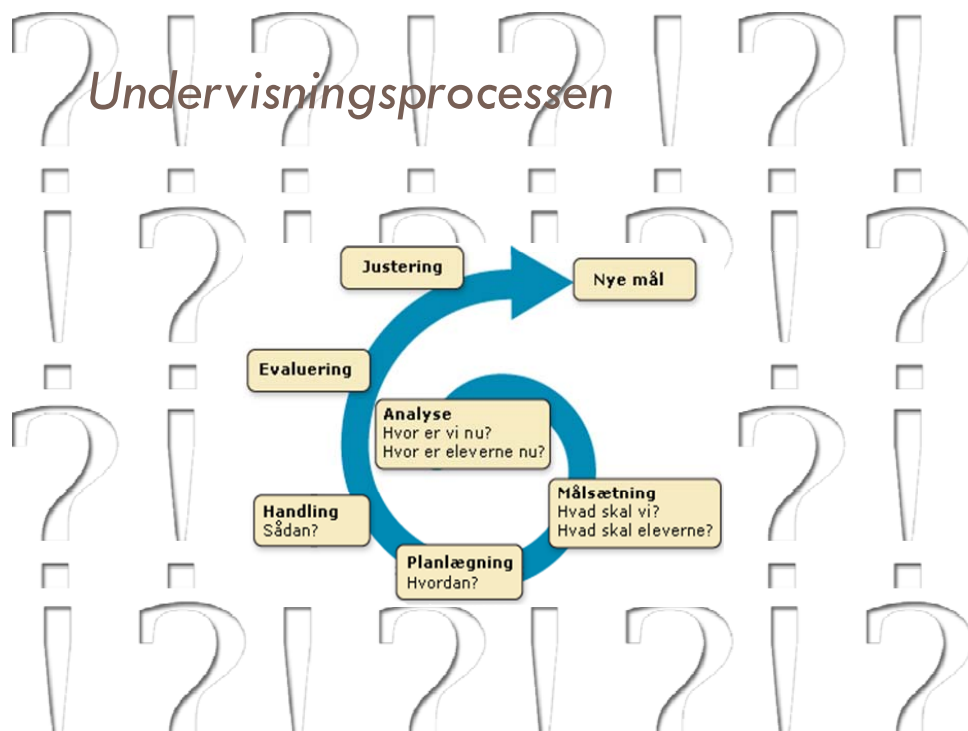 Undervisningsprocessen
Justering
Nye mål
Evaluering
Analyse
Hvor er vi nu?
Hvor er eleverne nu?
Målsætning
Hvad skal vi?
Hvad skal eleverne?
Handling
Sådan?
Planlægning
Hvordan?